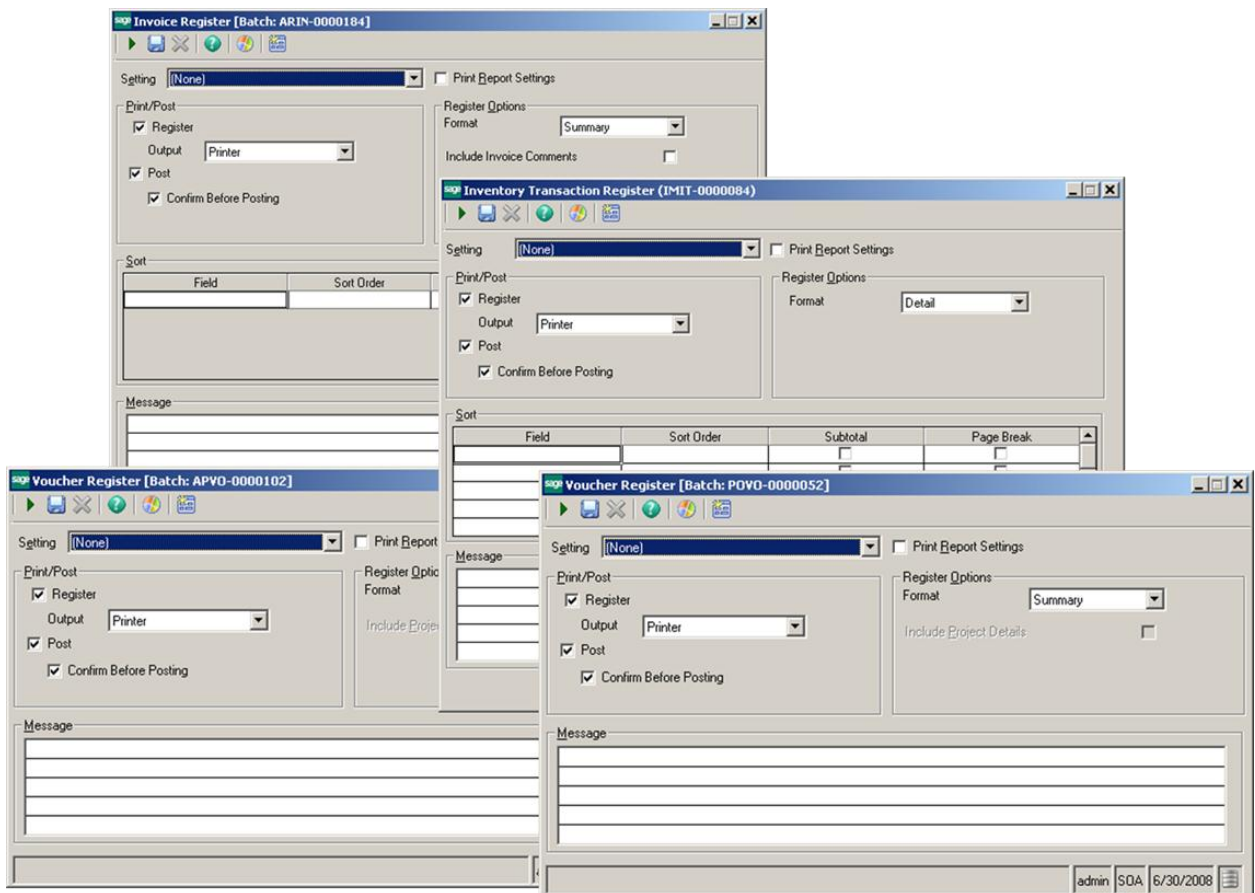 sage Invoice Register [Batch: ARIN-0000184]
Setting (None) Print Report Settings
Print/Post
Register
Output Printer
Post
Confirm Before Posting
Register Options
Format Summary
Include Invoice Comments
Sort
Field Sort Order
Message
sage Inventory Transaction Register (IMIT-0000084)
Setting (None) Print Report Settings
Print/Post
Register
Output Printer
Post
Confirm Before Posting
Register Options
Format Detail
Sort
Field Sort Order Subtotal Page Break
Message
sage Voucher Register [Batch: APVO-0000102]
Setting (None) Print Report
Print/Post
Register
Output Printer
Post
Confirm Before Posting
Register Optio
Format
Include Projec
Message
sage Voucher Register [Batch: POVO-0000052]
Setting (None) Print Report Settings
Print/Post
Register
Output Printer
Post
Confirm Before Posting
Register Options
Format Summary
Include Project Details
Message
admin SOA 6/30/2008